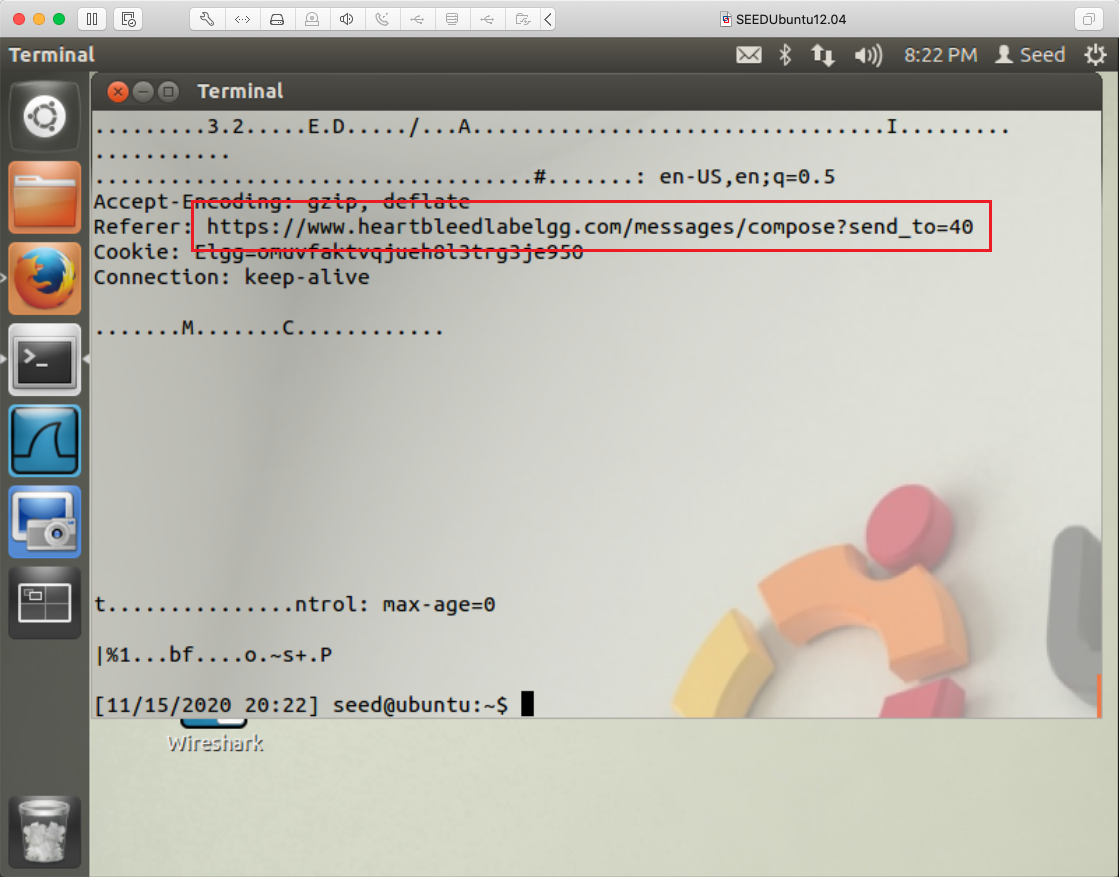 SEEDUbuntu12.04
Terminal
8:22 PM Seed
Terminal
.........3.2.....E.D...../...A.................................I.........
...........
...................................#.......: en-US,en;q=0.5
Accept-Encoding: gzip, deflate
Referer: https://www.heartbleedlabelgg.com/messages/compose?send_to=40
Cookie: Elgg=omuvfaktvqjueh8l3trg3je950
Connection: keep-alive
.......M.......C............
t...............ntrol: max-age=0
|%1...bf....o.~s+.P
[11/15/2020 20:22] seed@ubuntu:~$
Wireshark